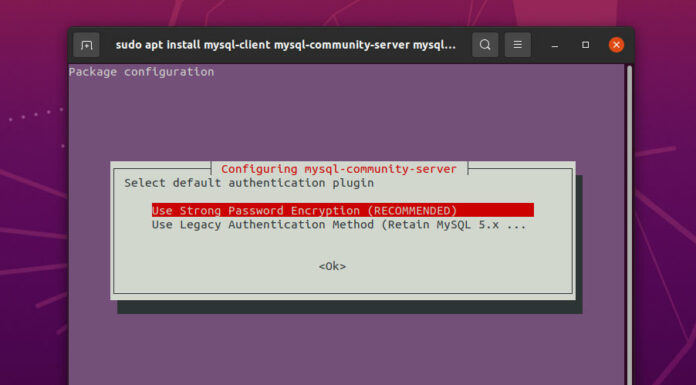 sudo apt install mysql-client mysql-community-server mysql...
Package configuration
Configuring mysql-community-server
Select default authentication plugin
Use Strong Password Encryption (RECOMMENDED)
Use Legacy Authentication Method (Retain MySQL 5.x ...
<Ok>